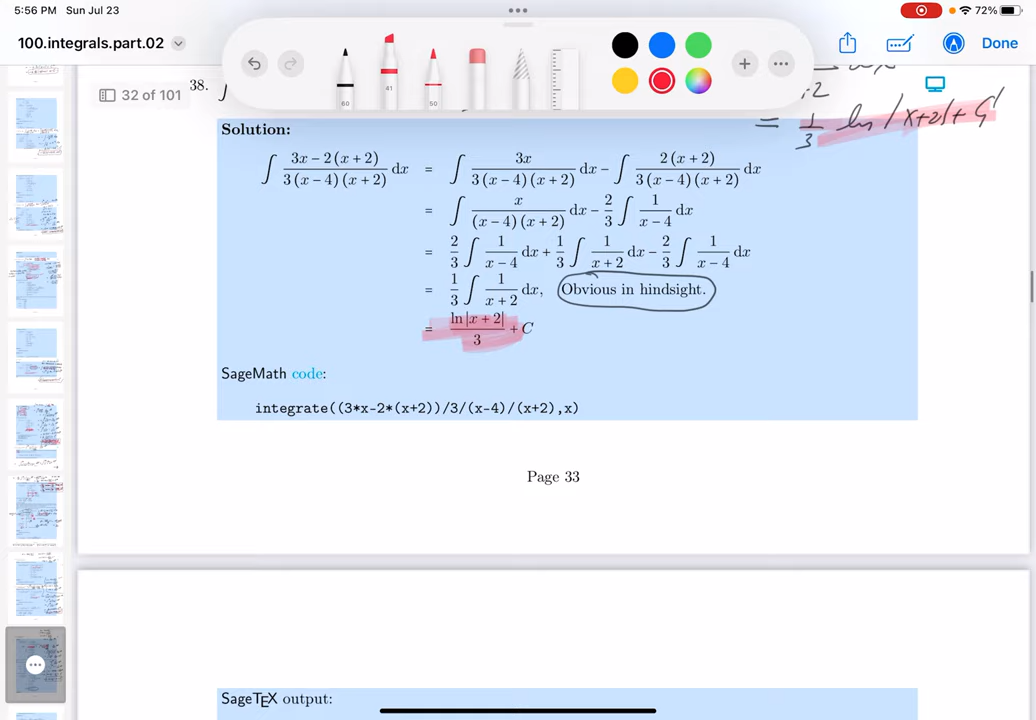 5:56 PM Sun Jul 23
72%
100.integrals.part.02
Done
60
41
50
32 of 101
38. ∫
= 1/3 ln |x+2| + C
Solution:
∫ (3x − 2(x + 2))/(3(x − 4)(x + 2)) dx = ∫ 3x/(3(x − 4)(x + 2)) dx − ∫ 2(x + 2)/(3(x − 4)(x + 2)) dx
= ∫ x/((x − 4)(x + 2)) dx − 2/3 ∫ 1/(x − 4) dx
= 2/3 ∫ 1/(x − 4) dx + 1/3 ∫ 1/(x + 2) dx − 2/3 ∫ 1/(x − 4) dx
= 1/3 ∫ 1/(x + 2) dx, Obvious in hindsight.
= ln|x + 2|/3 + C
SageMath code:
integrate((3*x-2*(x+2))/3/(x-4)/(x+2),x)
Page 33
SageTEX output: